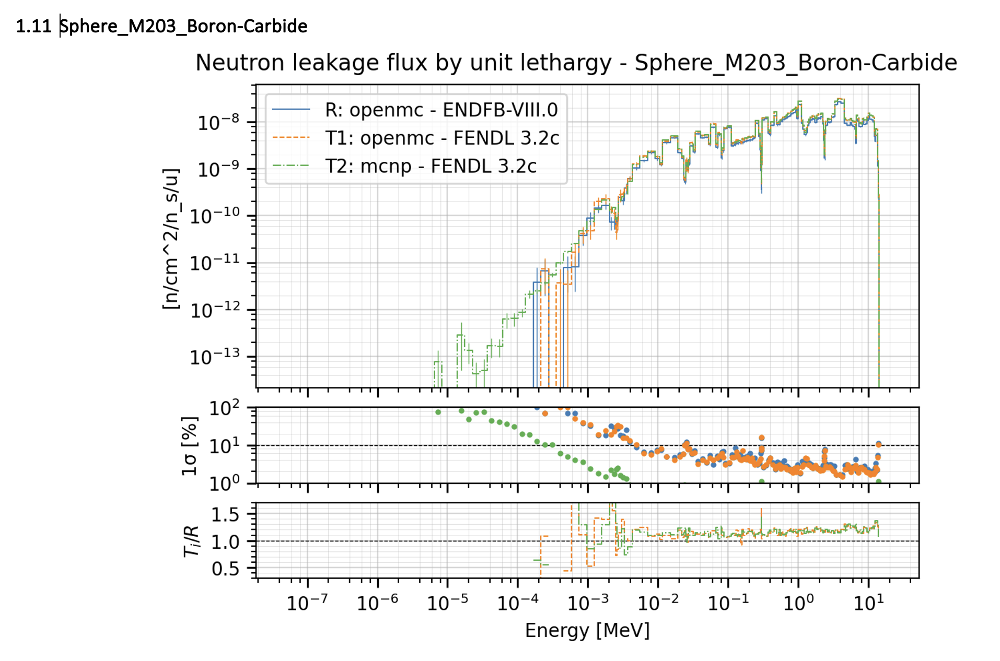 1.11 Sphere_M203_Boron-Carbide
Neutron leakage flux by unit lethargy - Sphere_M203_Boron-Carbide
R: openmc - ENDFB-VIII.0
T1: openmc - FENDL 3.2c
T2: mcnp - FENDL 3.2c
[n/cm^2/n_s/u]
10⁻⁸
10⁻⁹
10⁻¹⁰
10⁻¹¹
10⁻¹²
10⁻¹³
1σ [%]
10²
10¹
10⁰
Tᵢ/R
1.5
1.0
0.5
10⁻⁷ 10⁻⁶ 10⁻⁵ 10⁻⁴ 10⁻³ 10⁻² 10⁻¹ 10⁰ 10¹
Energy [MeV]